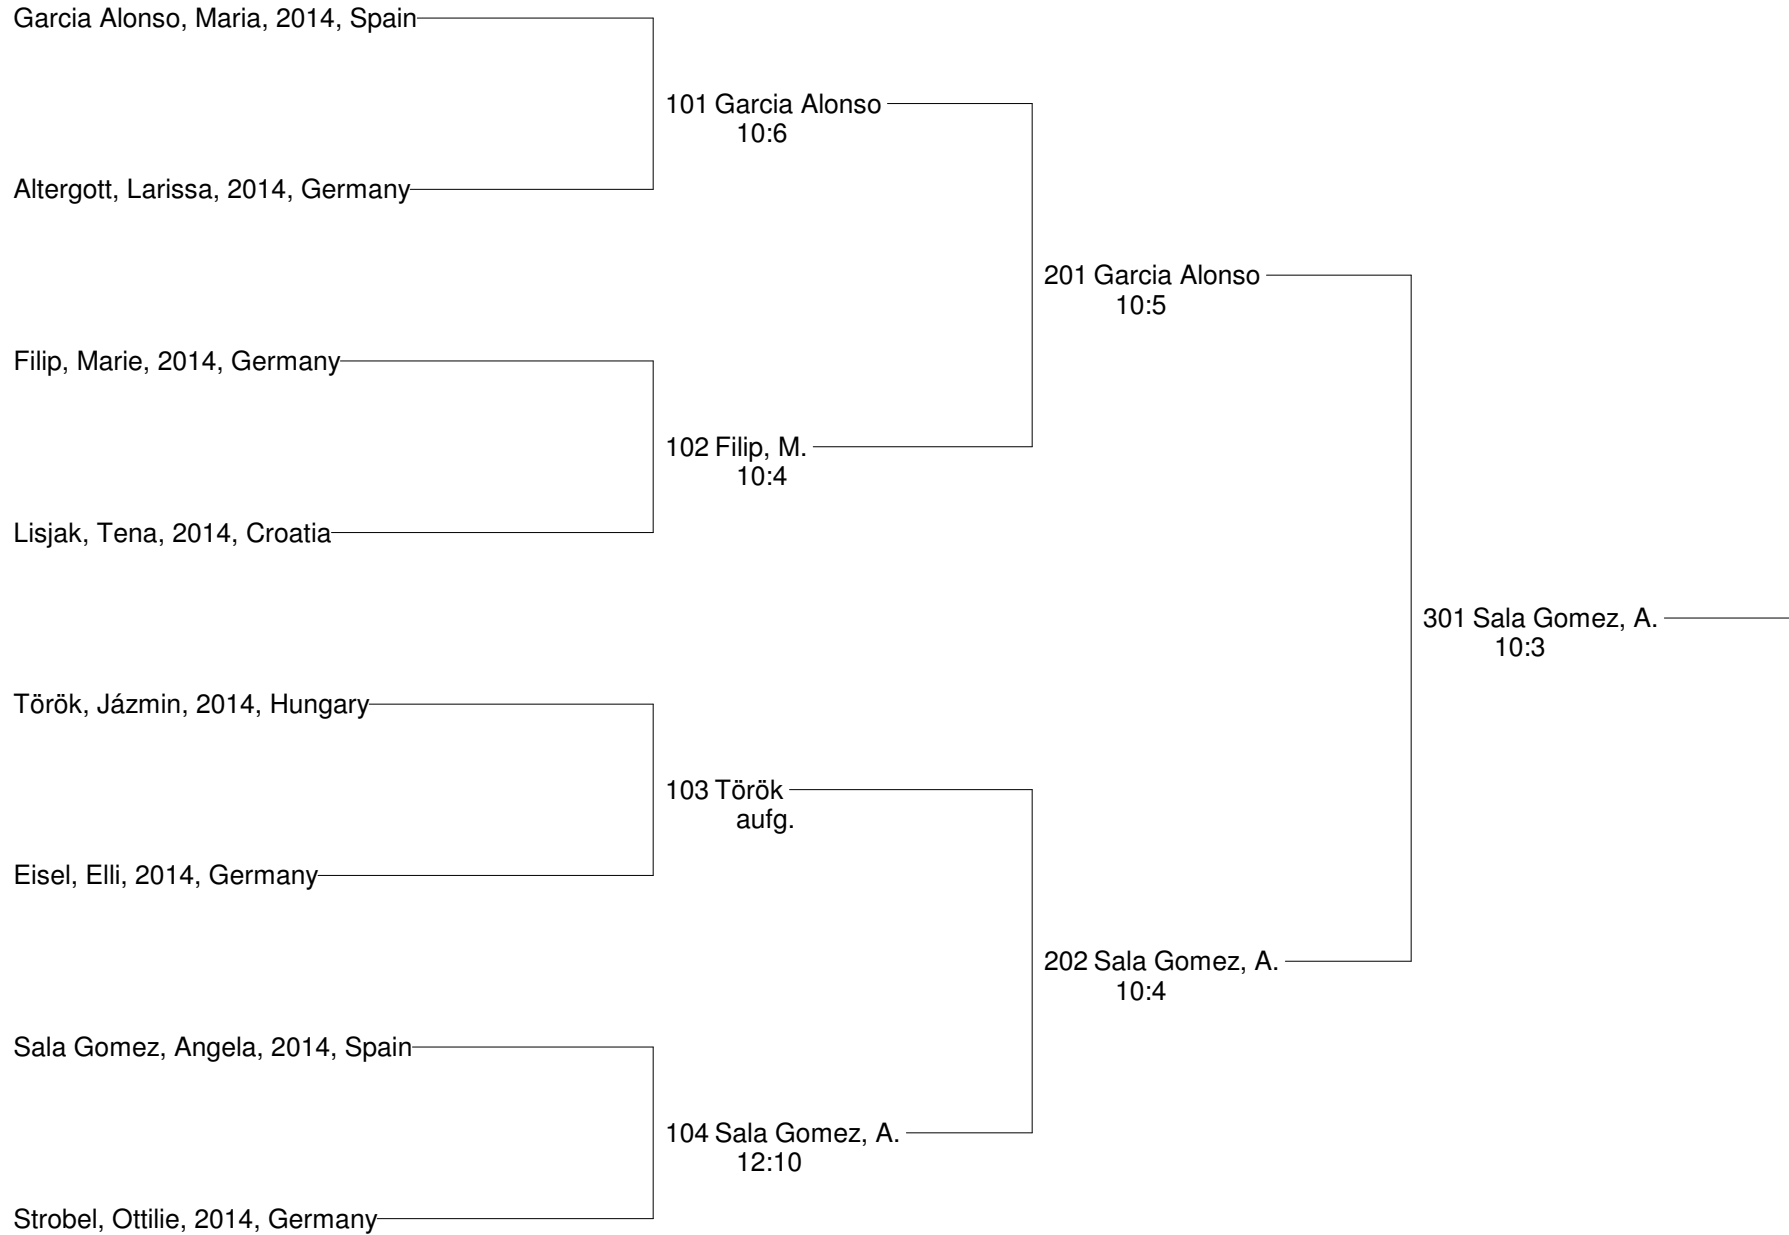 Garcia Alonso, Maria, 2014, Spain
101 Garcia Alonso
10:6
Altergott, Larissa, 2014, Germany
201 Garcia Alonso
10:5
Filip, Marie, 2014, Germany
102 Filip, M.
10:4
Lisjak, Tena, 2014, Croatia
301 Sala Gomez, A.
10:3
Török, Jázmin, 2014, Hungary
103 Török
aufg.
Eisel, Elli, 2014, Germany
202 Sala Gomez, A.
10:4
Sala Gomez, Angela, 2014, Spain
104 Sala Gomez, A.
12:10
Strobel, Ottilie, 2014, Germany